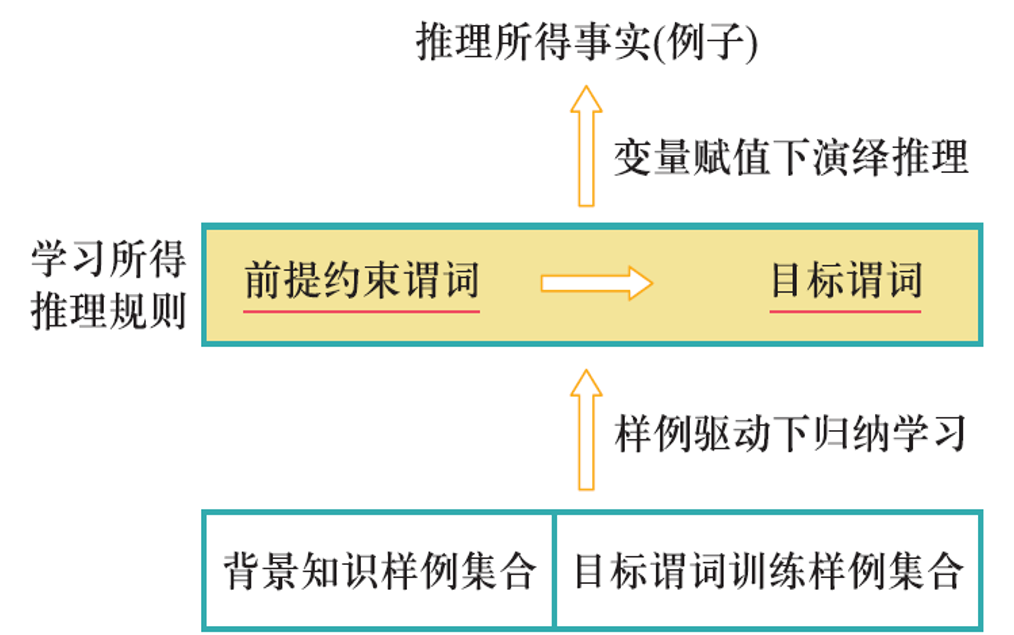 推理所得事实(例子)
变量赋值下演绎推理
学习所得
推理规则
前提约束谓词
目标谓词
样例驱动下归纳学习
背景知识样例集合
目标谓词训练样例集合